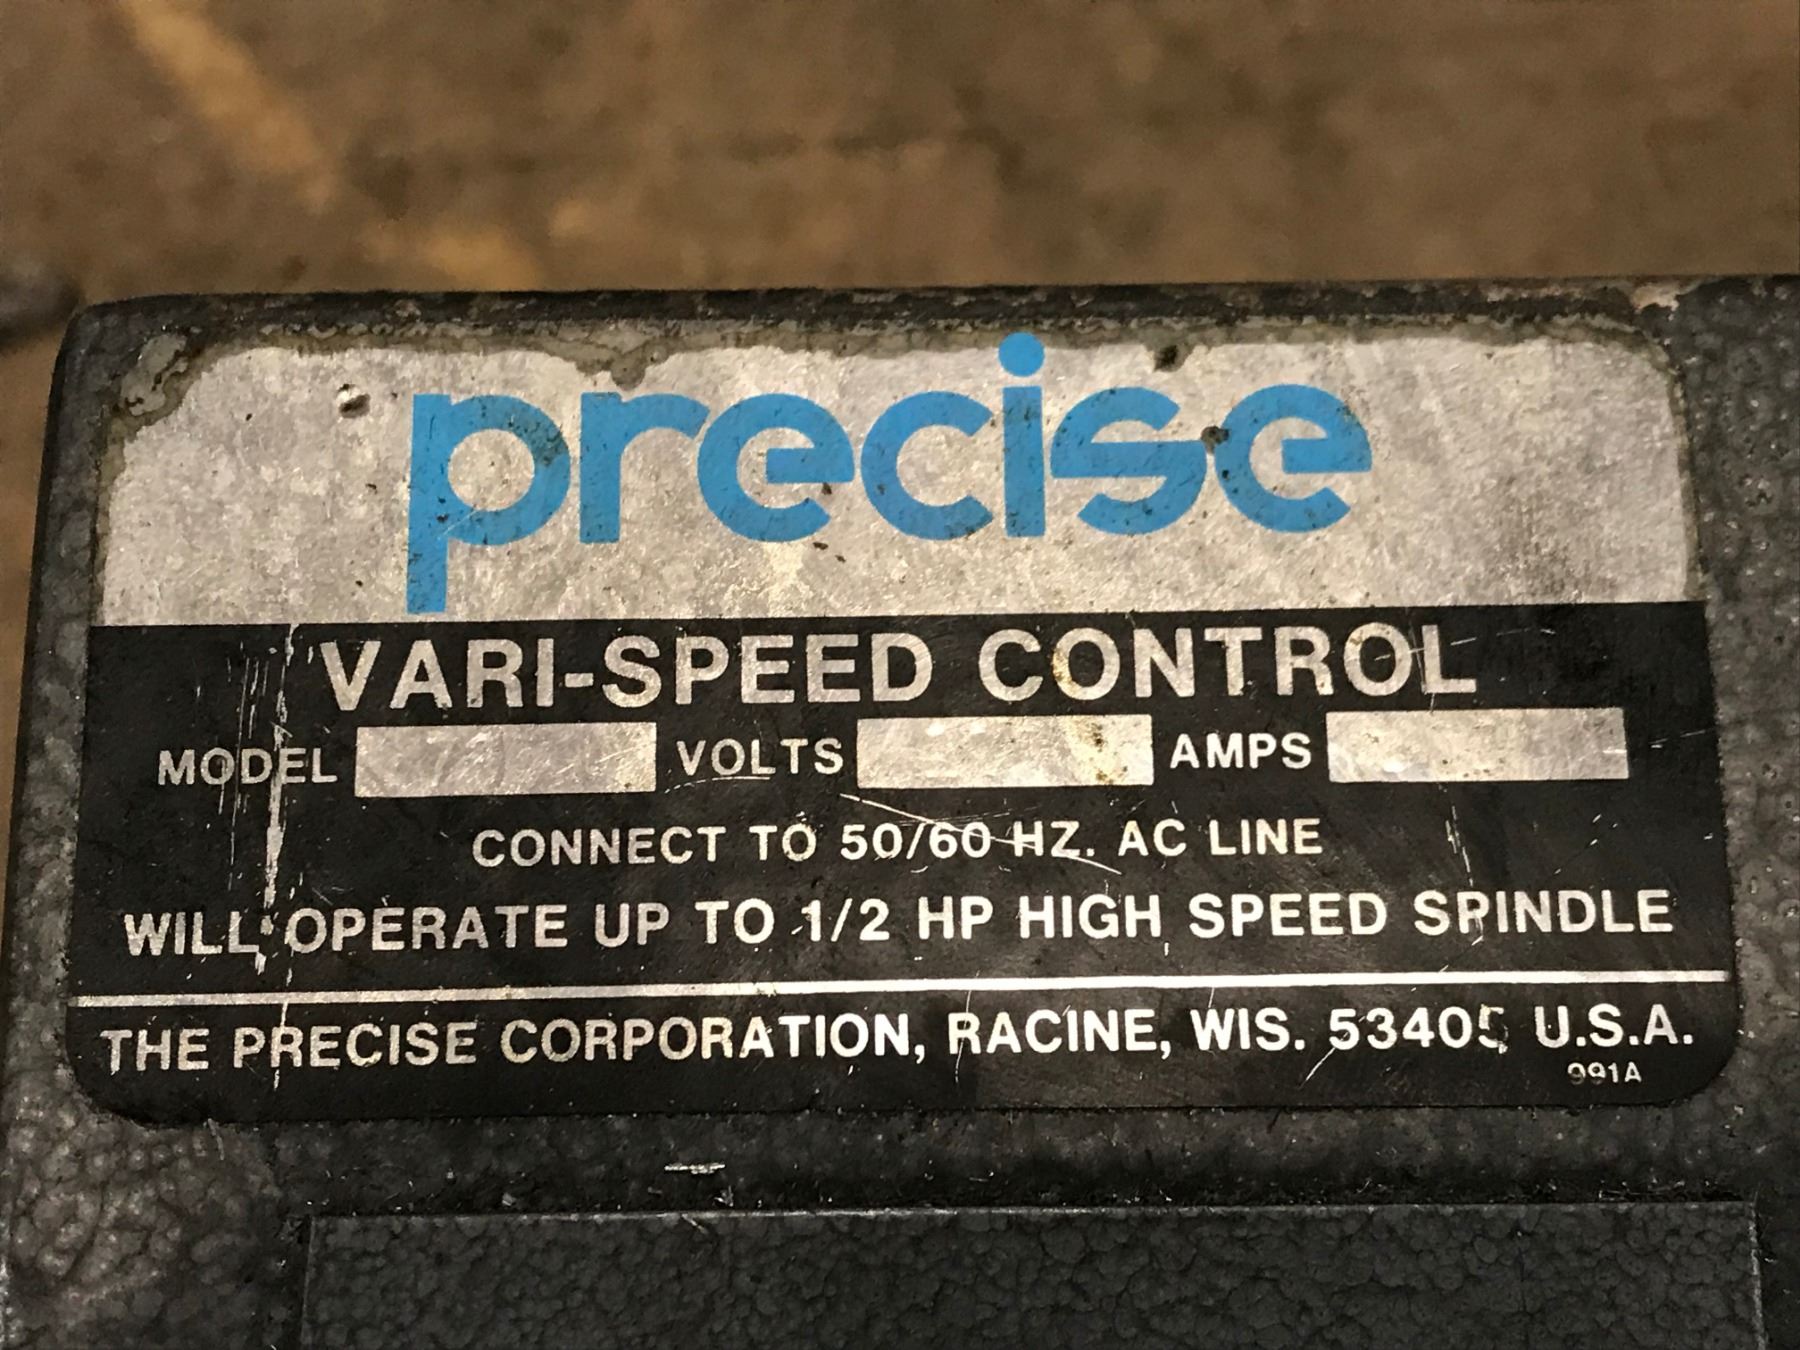 precise
VARI-SPEED CONTROL
MODEL VOLTS AMPS
CONNECT TO 50/60 HZ. AC LINE
WILL OPERATE UP TO 1/2 HP HIGH SPEED SPINDLE
THE PRECISE CORPORATION, RACINE, WIS. 53405 U.S.A.
991A